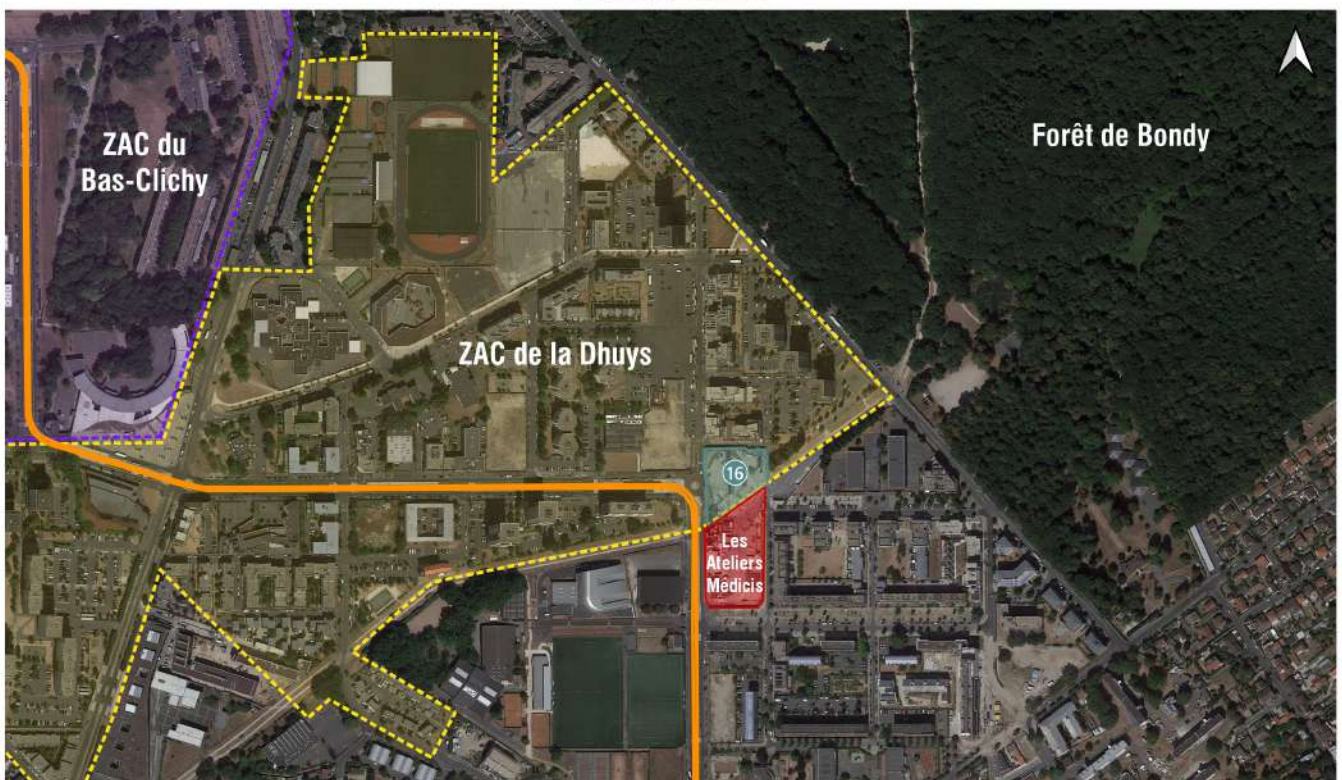 ZAC du
Bas-Clichy
Forêt de Bondy
ZAC de la Dhuys
16
Les
Ateliers
Médicis